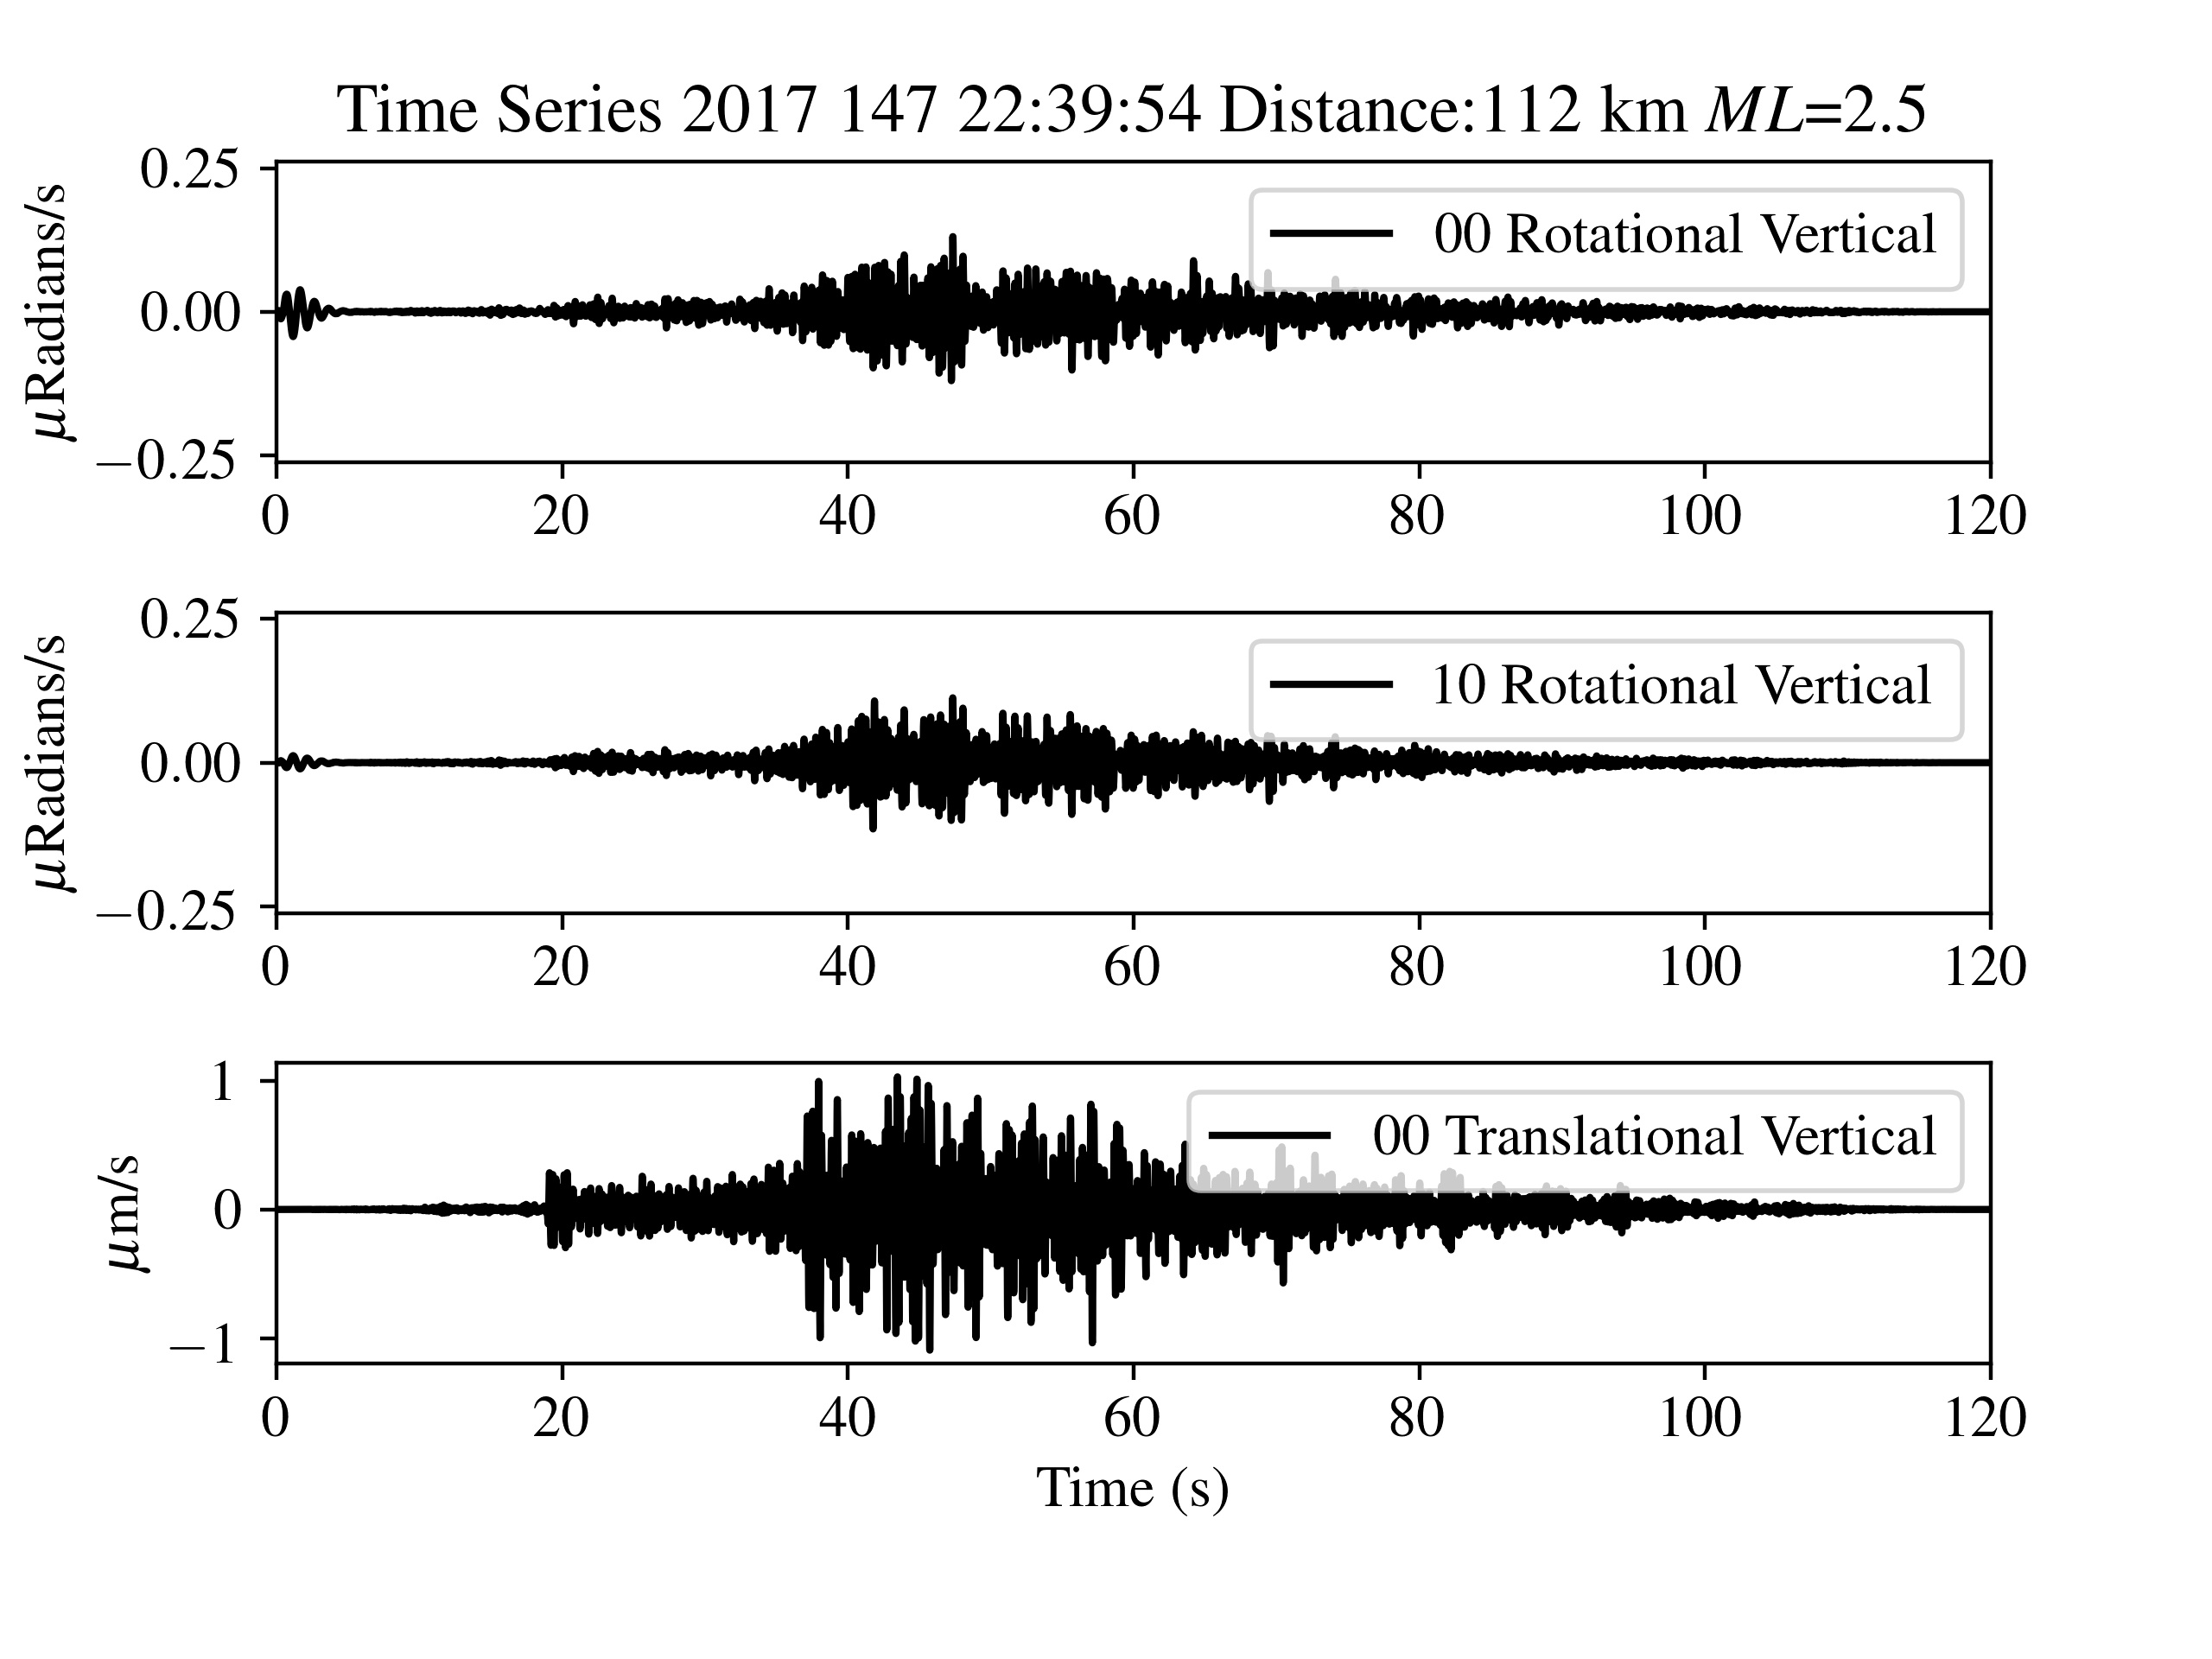 Time Series 2017 147 22:39:54 Distance:112 km ML=2.5
0.25
0.00
−0.25
μRadians/s
00 Rotational Vertical
0 20 40 60 80 100 120
0.25
0.00
−0.25
μRadians/s
10 Rotational Vertical
0 20 40 60 80 100 120
1
0
−1
μm/s
00 Translational Vertical
0 20 40 60 80 100 120
Time (s)